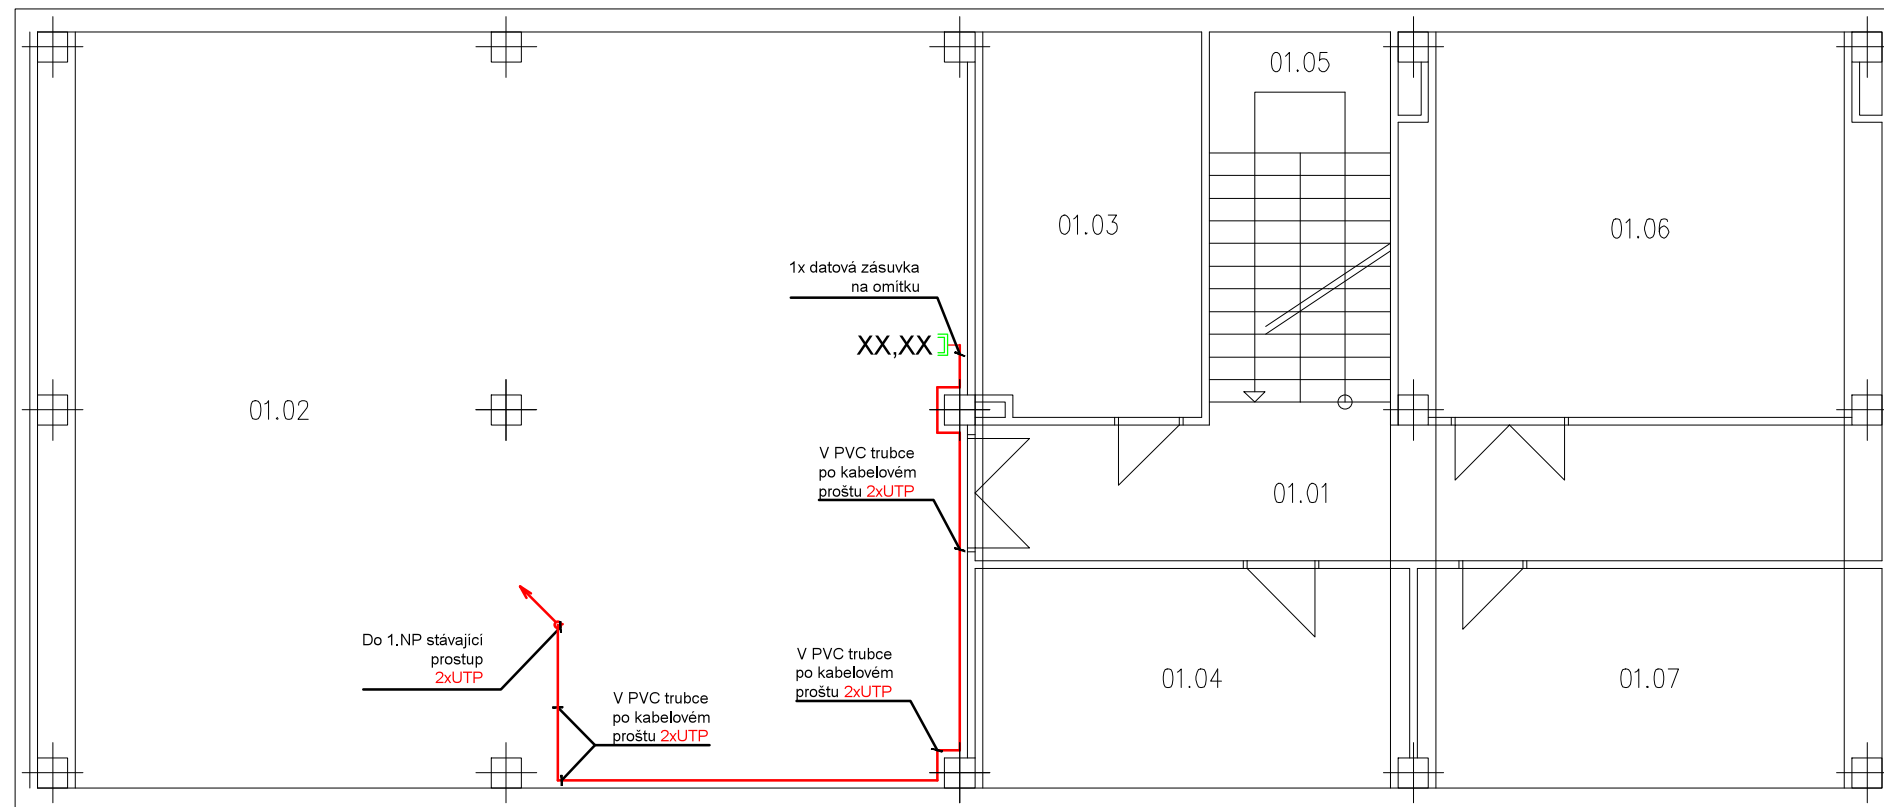 01.05
01.03
01.06
1x datová zásuvka
na omítku
XX,XX
01.02
V PVC trubce
po kabelovém
proštu 2xUTP
01.01
Do 1.NP stávající
prostup
2xUTP
V PVC trubce
po kabelovém
proštu 2xUTP
V PVC trubce
po kabelovém
proštu 2xUTP
01.04
01.07